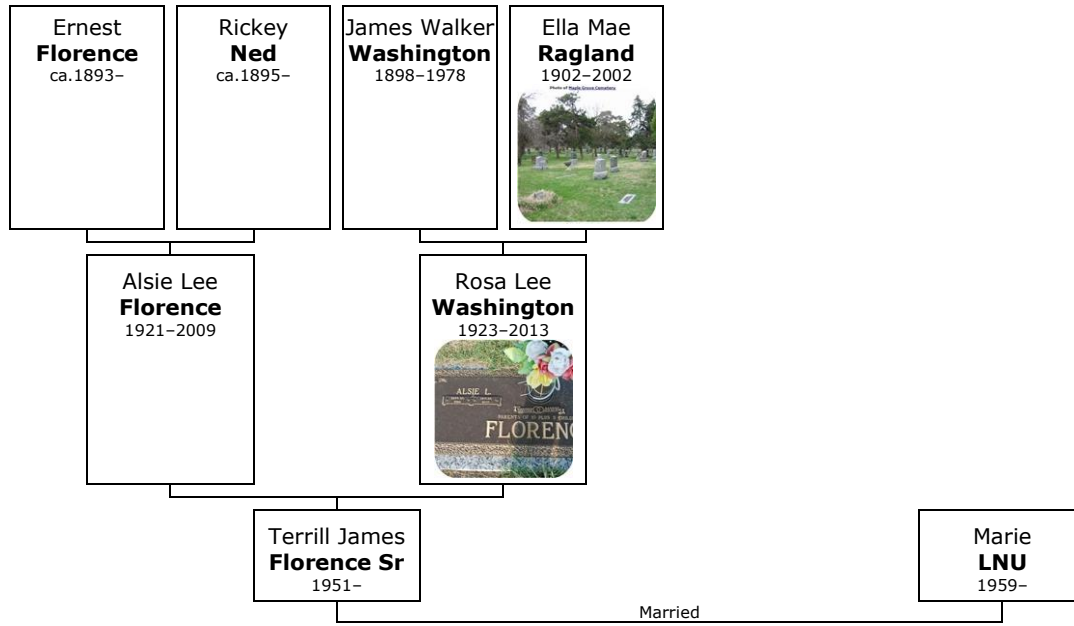 Ernest
Florence
ca.1893–
Rickey
Ned
ca.1895–
James Walker
Washington
1898–1978
Ella Mae
Ragland
1902–2002
Photo of Maple Grove Cemetery
Alsie Lee
Florence
1921–2009
Rosa Lee
Washington
1923–2013
ALSIE L.
FLOREN
Terrill James
Florence Sr
1951–
Marie
LNU
1959–
Married